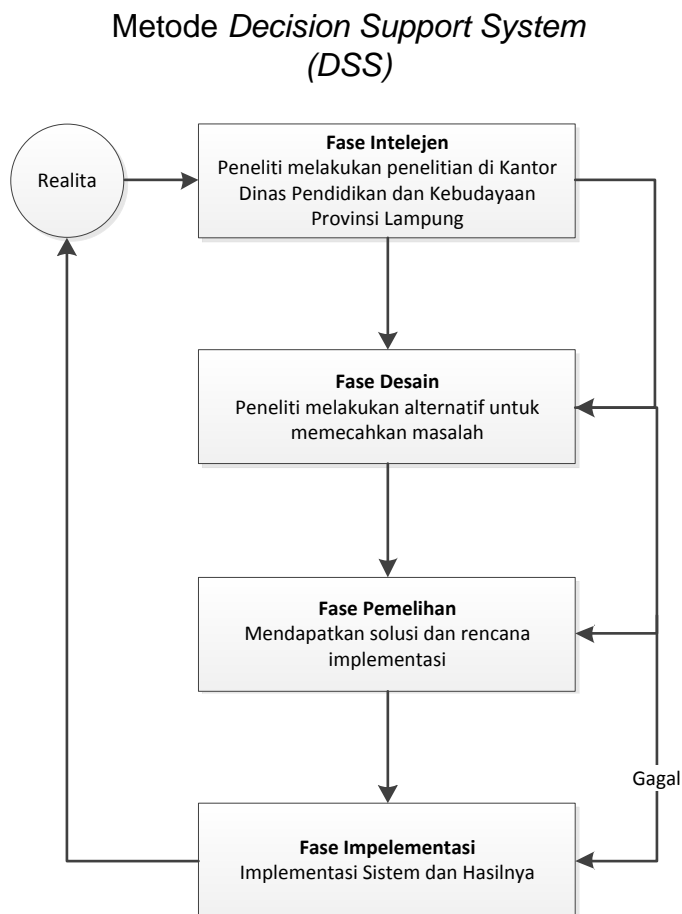 Metode Decision Support System
(DSS)
Realita
Fase Intelejen
Peneliti melakukan penelitian di Kantor
Dinas Pendidikan dan Kebudayaan
Provinsi Lampung
Fase Desain
Peneliti melakukan alternatif untuk
memecahkan masalah
Fase Pemelihan
Mendapatkan solusi dan rencana
implementasi
Gagal
Fase Impelementasi
Implementasi Sistem dan Hasilnya